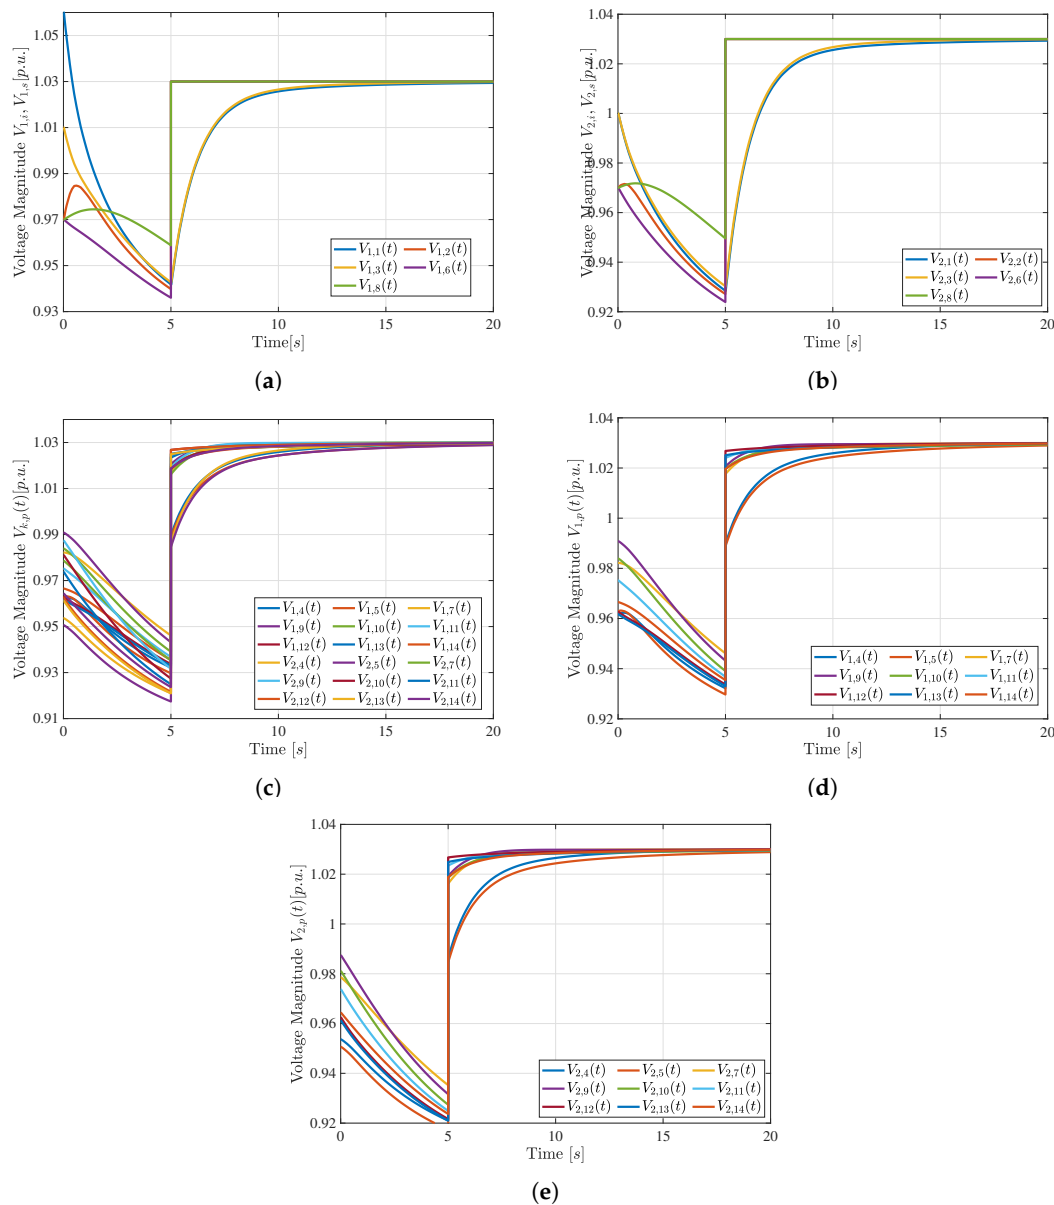 Voltage Magnitude V1,i, V1,s[p.u.]
1.05
1.03
1.01
0.99
0.97
0.95
0.93
0 5 10 15 20
Time[s]
V1,1(t) V1,2(t)
V1,3(t) V1,6(t)
V1,8(t)
(a)
Voltage Magnitude V2,i, V2,s[p.u.]
1.04
1.02
1
0.98
0.96
0.94
0.92
0 5 10 15 20
Time [s]
V2,1(t) V2,2(t)
V2,3(t) V2,6(t)
V2,8(t)
(b)
Voltage Magnitude Vk,p(t)[p.u.]
1.03
1.01
0.99
0.97
0.95
0.93
0.91
0 5 10 15 20
Time [s]
V1,4(t) V1,5(t) V1,7(t)
V1,9(t) V1,10(t) V1,11(t)
V1,12(t) V1,13(t) V1,14(t)
V2,4(t) V2,5(t) V2,7(t)
V2,9(t) V2,10(t) V2,11(t)
V2,12(t) V2,13(t) V2,14(t)
(c)
Voltage Magnitude V1,p(t)[p.u.]
1.04
1.02
1
0.98
0.96
0.94
0.92
0 5 10 15 20
Time [s]
V1,4(t) V1,5(t) V1,7(t)
V1,9(t) V1,10(t) V1,11(t)
V1,12(t) V1,13(t) V1,14(t)
(d)
Voltage Magnitude V2,p(t)[p.u.]
1.04
1.02
1
0.98
0.96
0.94
0.92
0 5 10 15 20
Time [s]
V2,4(t) V2,5(t) V2,7(t)
V2,9(t) V2,10(t) V2,11(t)
V2,12(t) V2,13(t) V2,14(t)
(e)